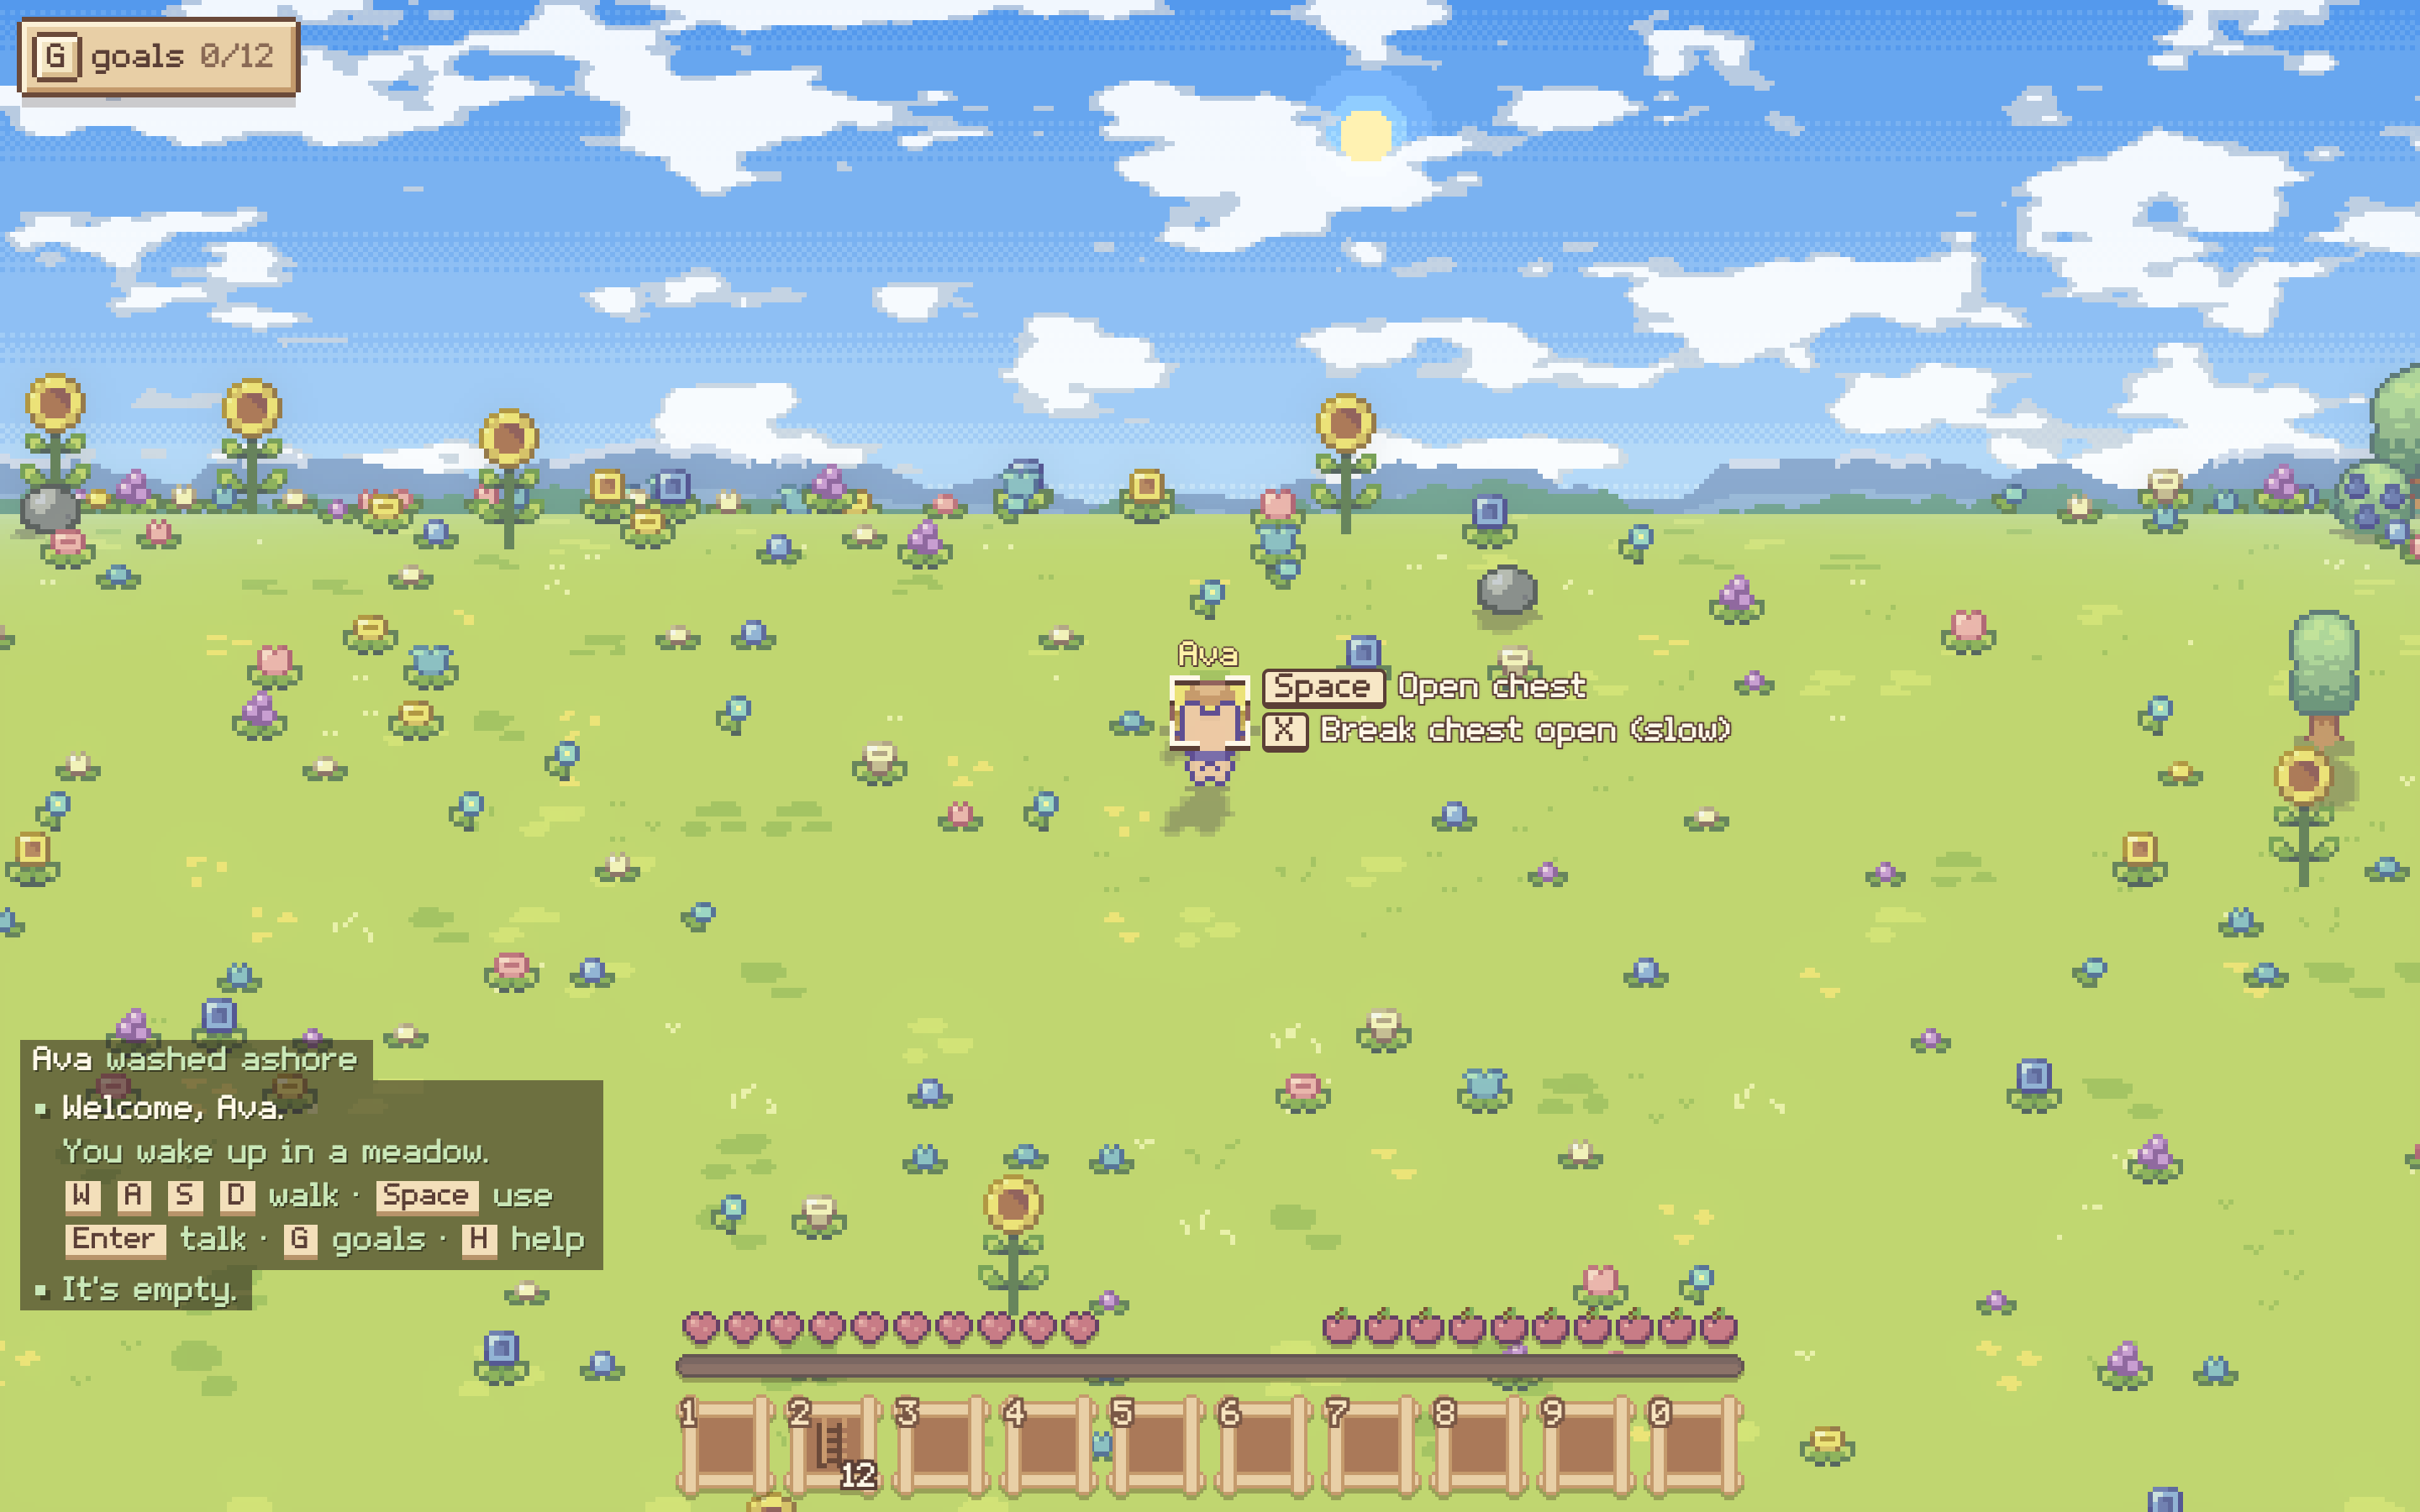 G goals 0/12
Ava
Space Open chest
X Break chest open (slow)
Ava washed ashore
▪ Welcome, Ava.
You wake up in a meadow.
W A S D walk · Space use
Enter talk · G goals · H help
▪ It's empty.
1 2 3 4 5 6 7 8 9 0
12